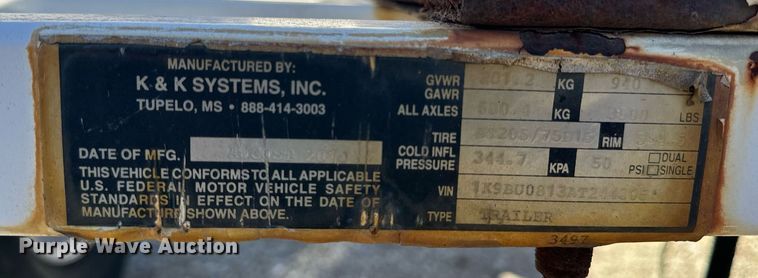 MANUFACTURED BY:
K & K SYSTEMS, INC.
TUPELO, MS • 888-414-3003
DATE OF MFG.
THIS VEHICLE CONFORMS TO ALL APPLICABLE
U.S. FEDERAL MOTOR VEHICLE SAFETY
STANDARDS IN EFFECT ON THE DATE OF
MANUFACTURE SHOWN ABOVE.
GVWR KG
GAWR
ALL AXLES KG LBS
TIRE RIM
COLD INFL
PRESSURE 344.7 KPA 50 PSI DUAL SINGLE
VIN
TYPE TRAILER
3497
Purple Wave Auction